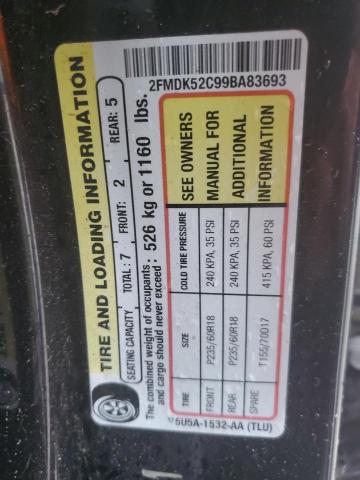 TIRE AND LOADING INFORMATION
SEATING CAPACITY TOTAL: 7 FRONT: 2 REAR: 5
The combined weight of occupants
and cargo should never exceed: 526 kg or 1160 lbs.
TIRE SIZE COLD TIRE PRESSURE
FRONT P235/60R18 240 KPA, 35 PSI
REAR P235/60R18 240 KPA, 35 PSI
SPARE T155/70D17 415 KPA, 60 PSI
SEE OWNERS
MANUAL FOR
ADDITIONAL
INFORMATION
5U5A-1532-AA (TLU)
2FMDK52C99BA83693